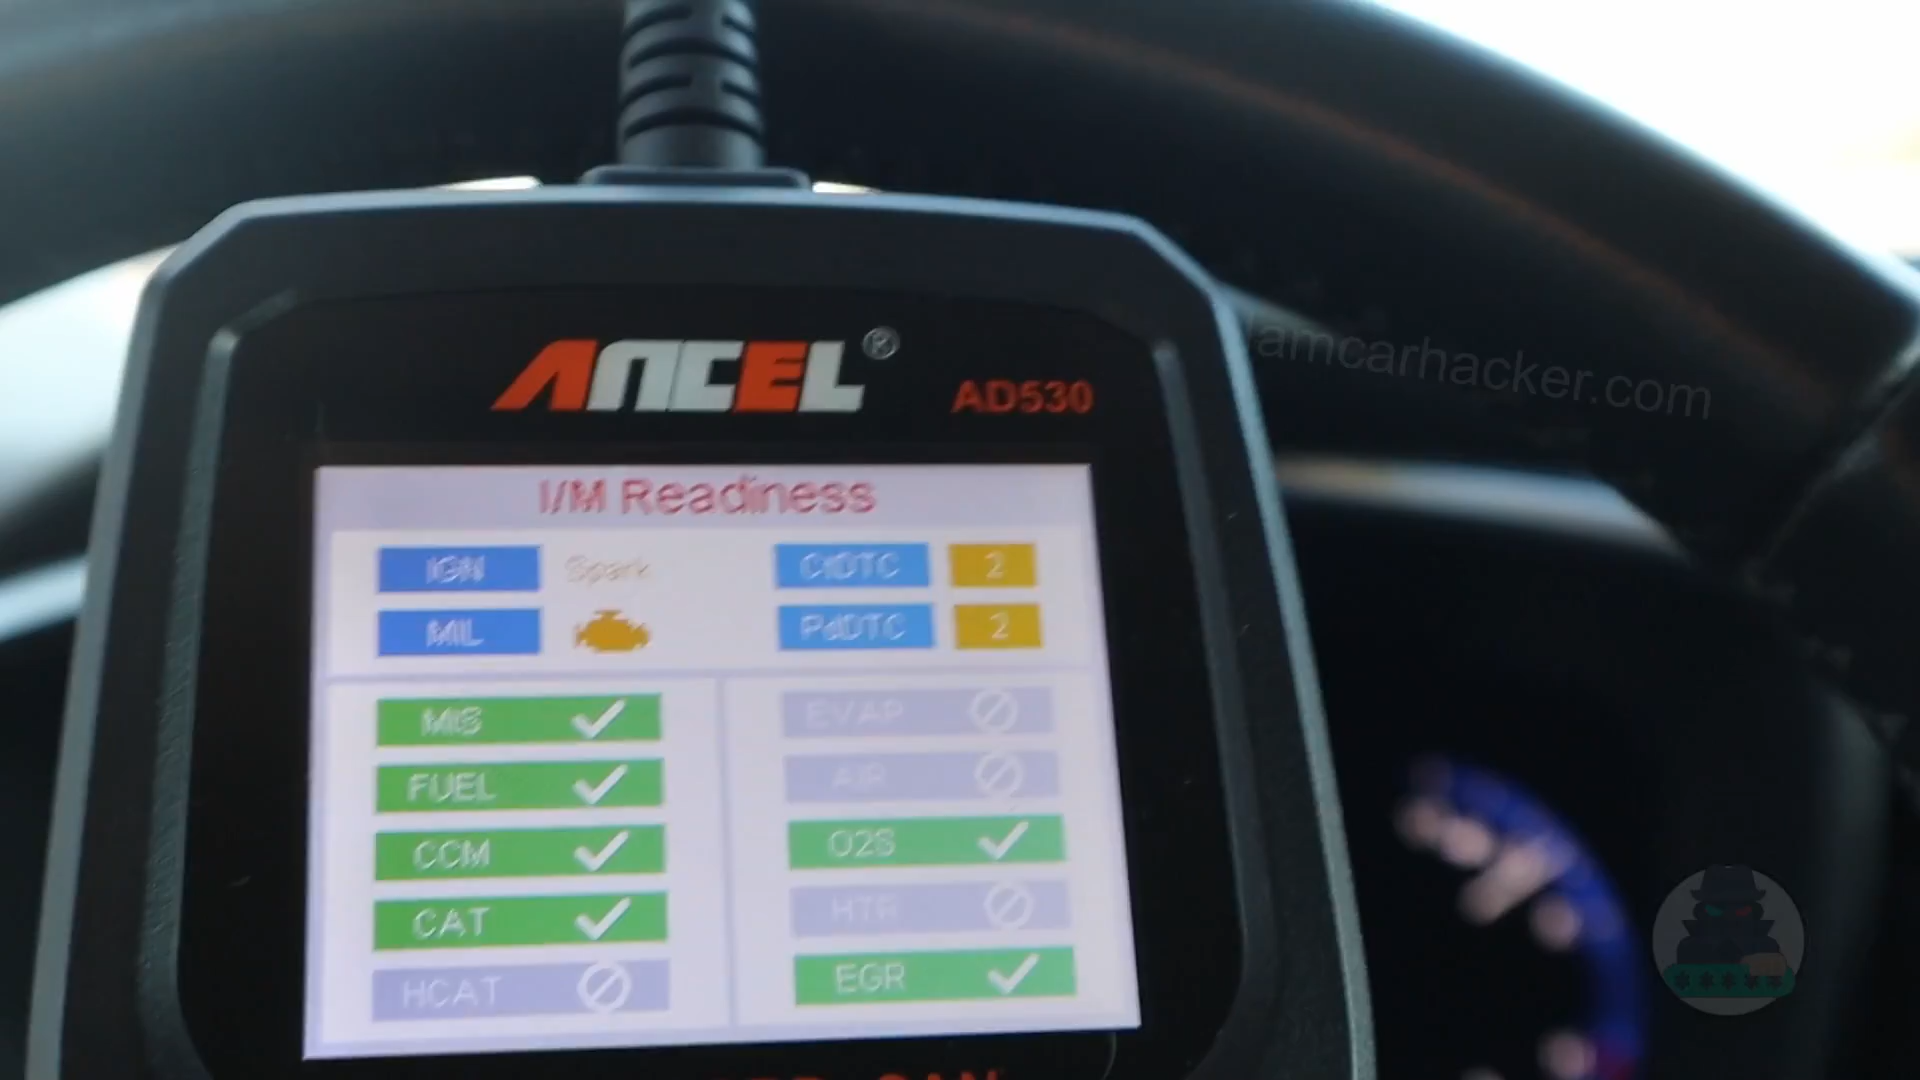 ANCEL®
AD530
iamcarhacker.com
I/M Readiness
IGN Spark CtDTC 2
MIL PdDTC 2
MIS EVAP
FUEL AIR
CCM O2S
CAT HTR
HCAT EGR